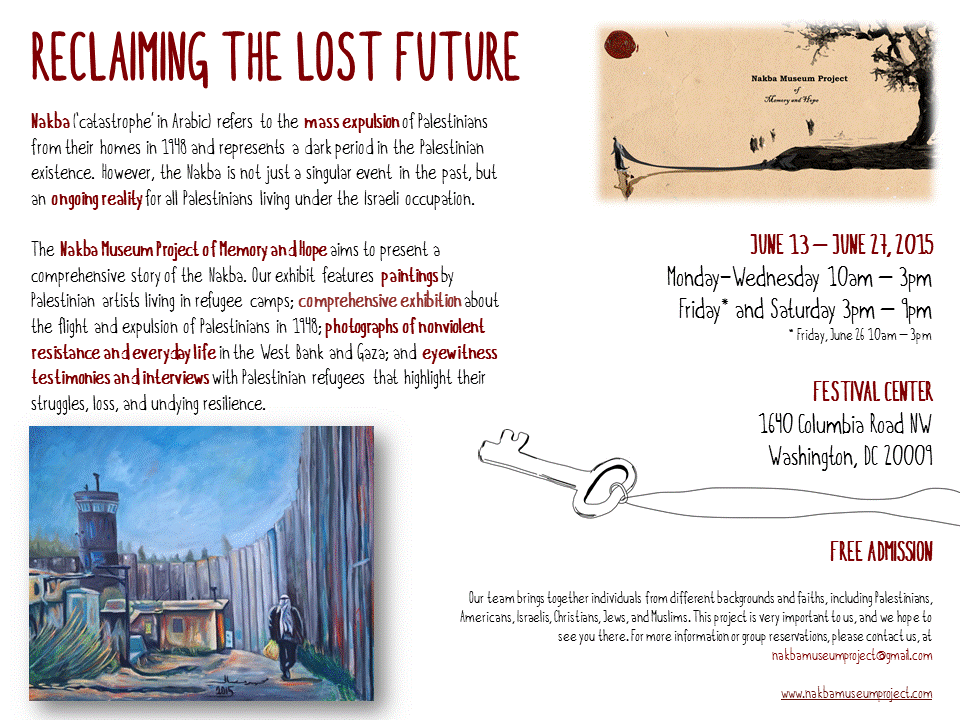 RECLAIMING THE LOST FUTURE
Nakba ('catastrophe' in Arabic) refers to the mass expulsion of Palestinians
from their homes in 1948 and represents a dark period in the Palestinian
existence. However, the Nakba is not just a singular event in the past, but
an ongoing reality for all Palestinians living under the Israeli occupation.
The Nakba Museum Project of Memory and Hope aims to present a
comprehensive story of the Nakba. Our exhibit features paintings by
Palestinian artists living in refugee camps; comprehensive exhibition about
the flight and expulsion of Palestinians in 1948; photographs of nonviolent
resistance and everyday life in the West Bank and Gaza; and eyewitness
testimonies and interviews with Palestinian refugees that highlight their
struggles, loss, and undying resilience.
2015
Nakba Museum Project
of
Memory and Hope
JUNE 13 – JUNE 27, 2015
Monday-Wednesday 10am – 3pm
Friday* and Saturday 3pm – 9pm
* Friday, June 26 10am – 3pm
FESTIVAL CENTER
1640 Columbia Road NW
Washington, DC 20009
FREE ADMISSION
Our team brings together individuals from different backgrounds and faiths, including Palestinians,
Americans, Israelis, Christians, Jews, and Muslims. This project is very important to us, and we hope to
see you there. For more information or group reservations, please contact us, at
nakbamuseumproject@gmail.com
www.nakbamuseumproject.com